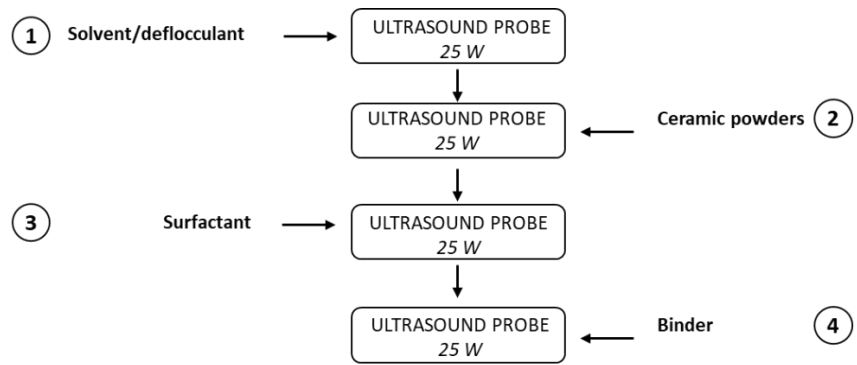 1 Solvent/deflocculant
ULTRASOUND PROBE
25 W
ULTRASOUND PROBE
25 W
Ceramic powders 2
3 Surfactant
ULTRASOUND PROBE
25 W
ULTRASOUND PROBE
25 W
Binder 4